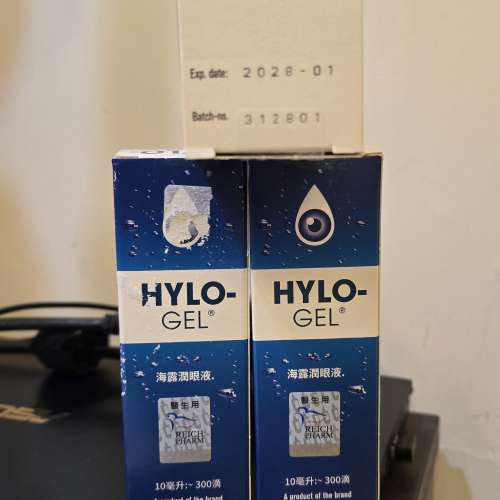 Exp. date: 2028-01
Batch-no. 312801
HYLO-
GEL®
海露潤眼液.
醫生用
REICH
PHARM
10毫升:~ 300滴
A product of the brand
HYLO-
GEL®
海露潤眼液.
醫生用
REICH
PHARM
10毫升:~ 300滴
A product of the brand